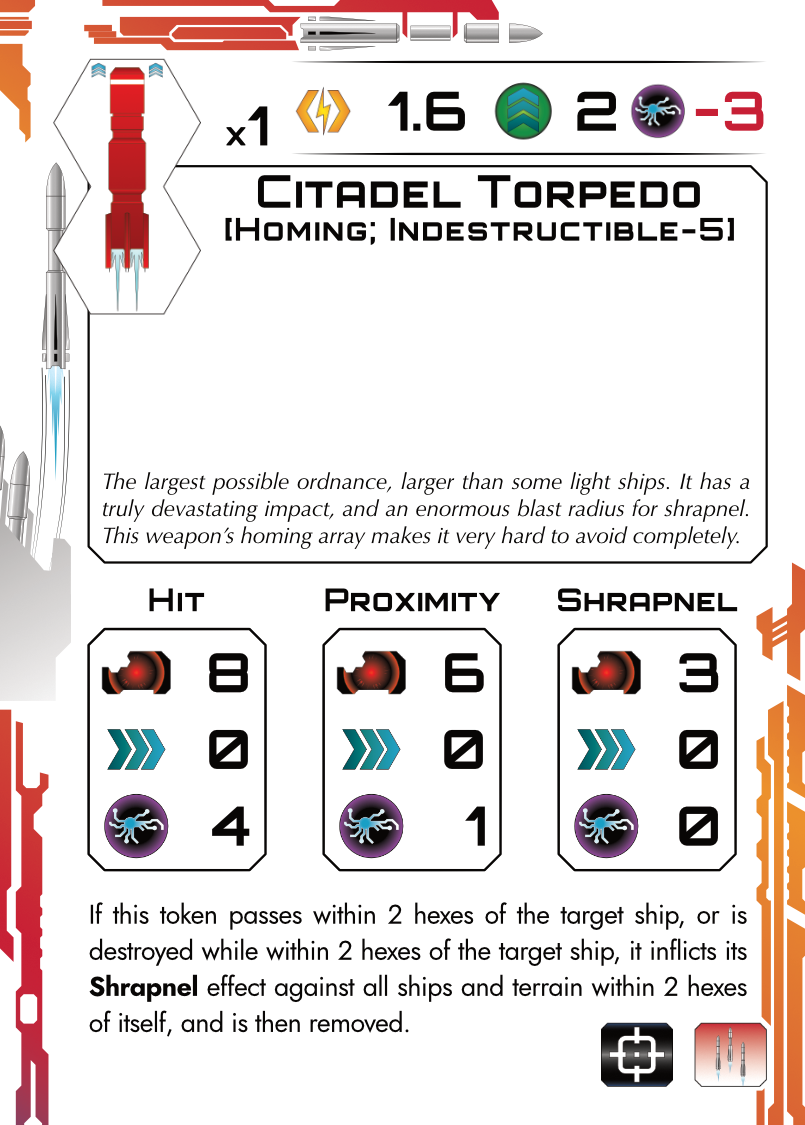 x1 1.6 2 -3
Citadel Torpedo
[Homing; Indestructible-5]
The largest possible ordnance, larger than some light ships. It has a
truly devastating impact, and an enormous blast radius for shrapnel.
This weapon's homing array makes it very hard to avoid completely.
Hit Proximity Shrapnel
8 6 3
0 0 0
4 1 0
If this token passes within 2 hexes of the target ship, or is
destroyed while within 2 hexes of the target ship, it inflicts its
Shrapnel effect against all ships and terrain within 2 hexes
of itself, and is then removed.